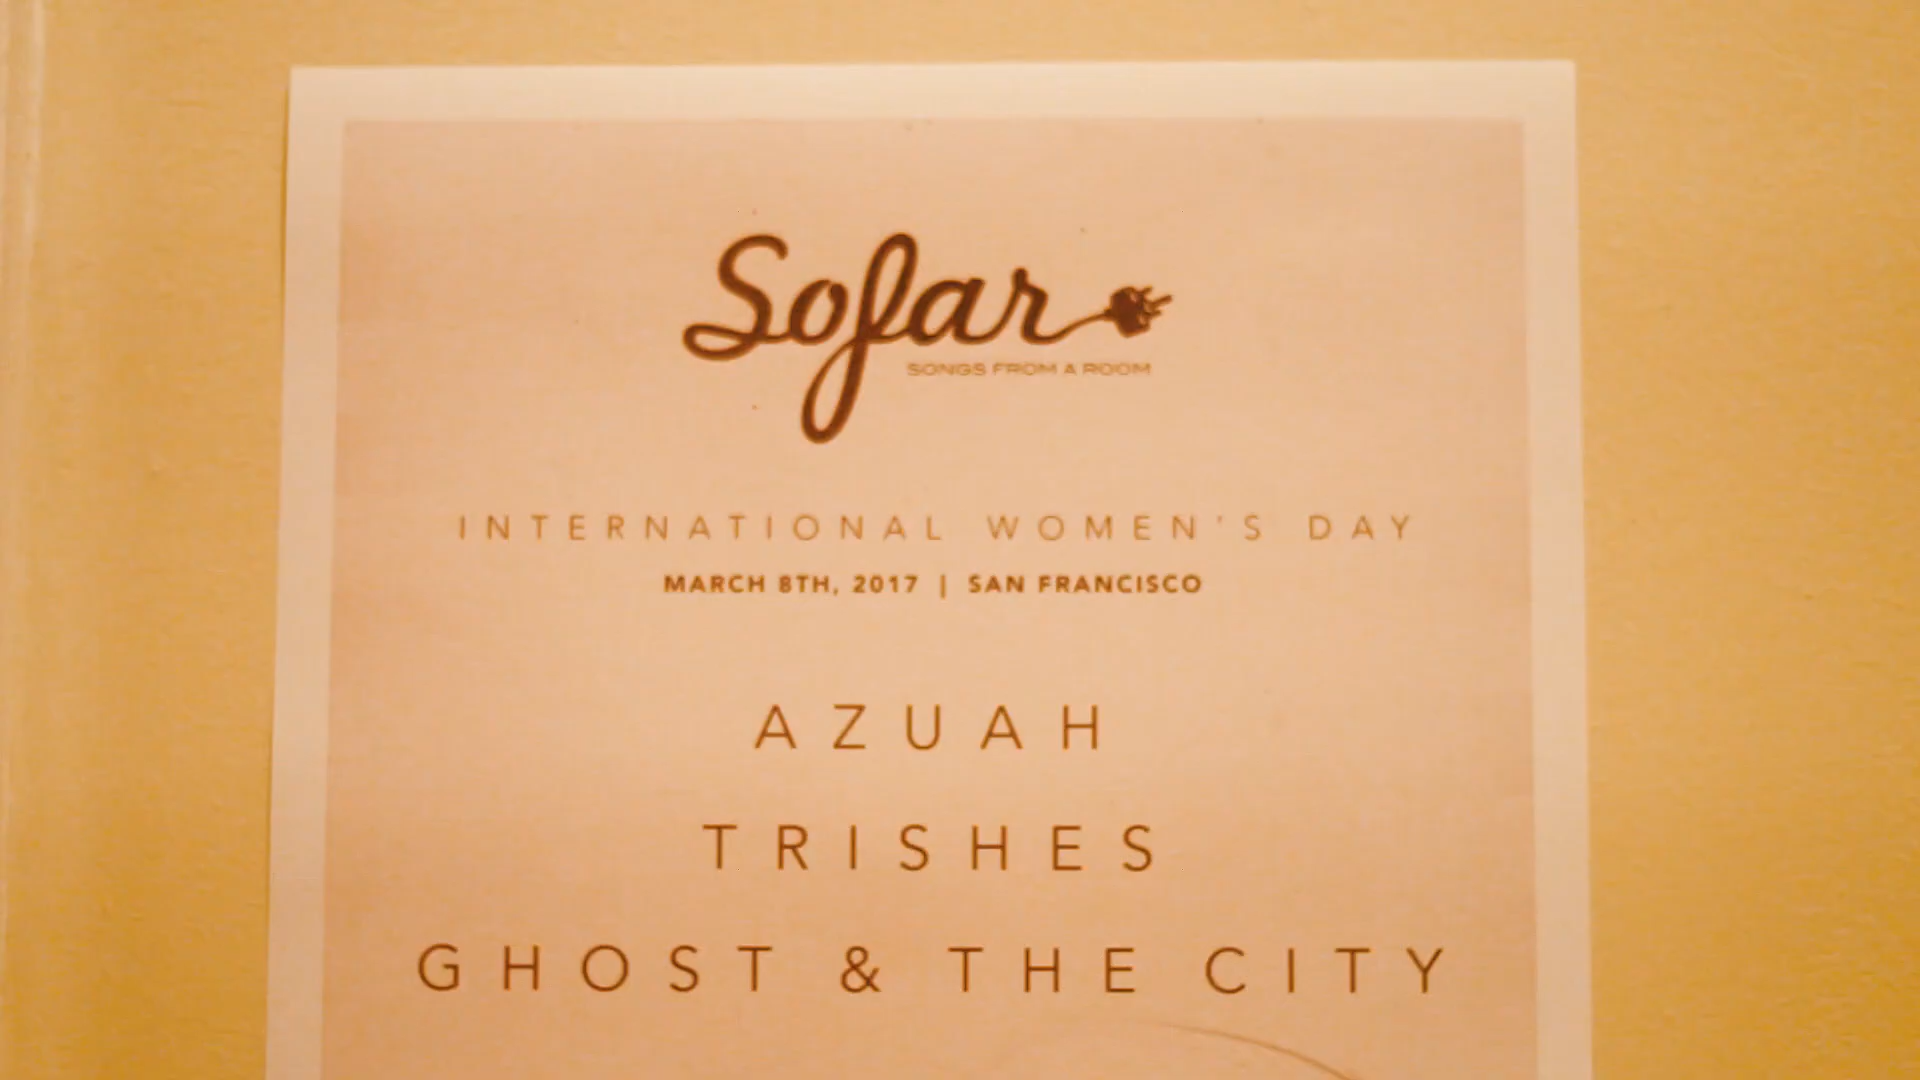 Sofar
SONGS FROM A ROOM
INTERNATIONAL WOMEN'S DAY
MARCH 8TH, 2017 | SAN FRANCISCO
AZUAH
TRISHES
GHOST & THE CITY